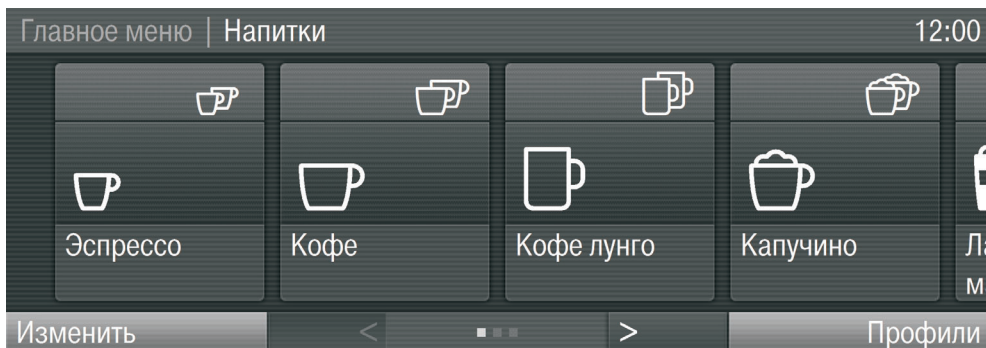 Главное меню | Напитки 12:00
Эспрессо Кофе Кофе лунго Капучино
Изменить < > Профили